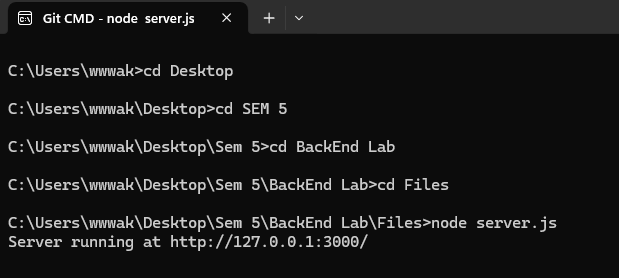 Git CMD - node  server.js
C:\Users\wwwak>cd Desktop
C:\Users\wwwak\Desktop>cd SEM 5
C:\Users\wwwak\Desktop\Sem 5>cd BackEnd Lab
C:\Users\wwwak\Desktop\Sem 5\BackEnd Lab>cd Files
C:\Users\wwwak\Desktop\Sem 5\BackEnd Lab\Files>node server.js
Server running at http://127.0.0.1:3000/